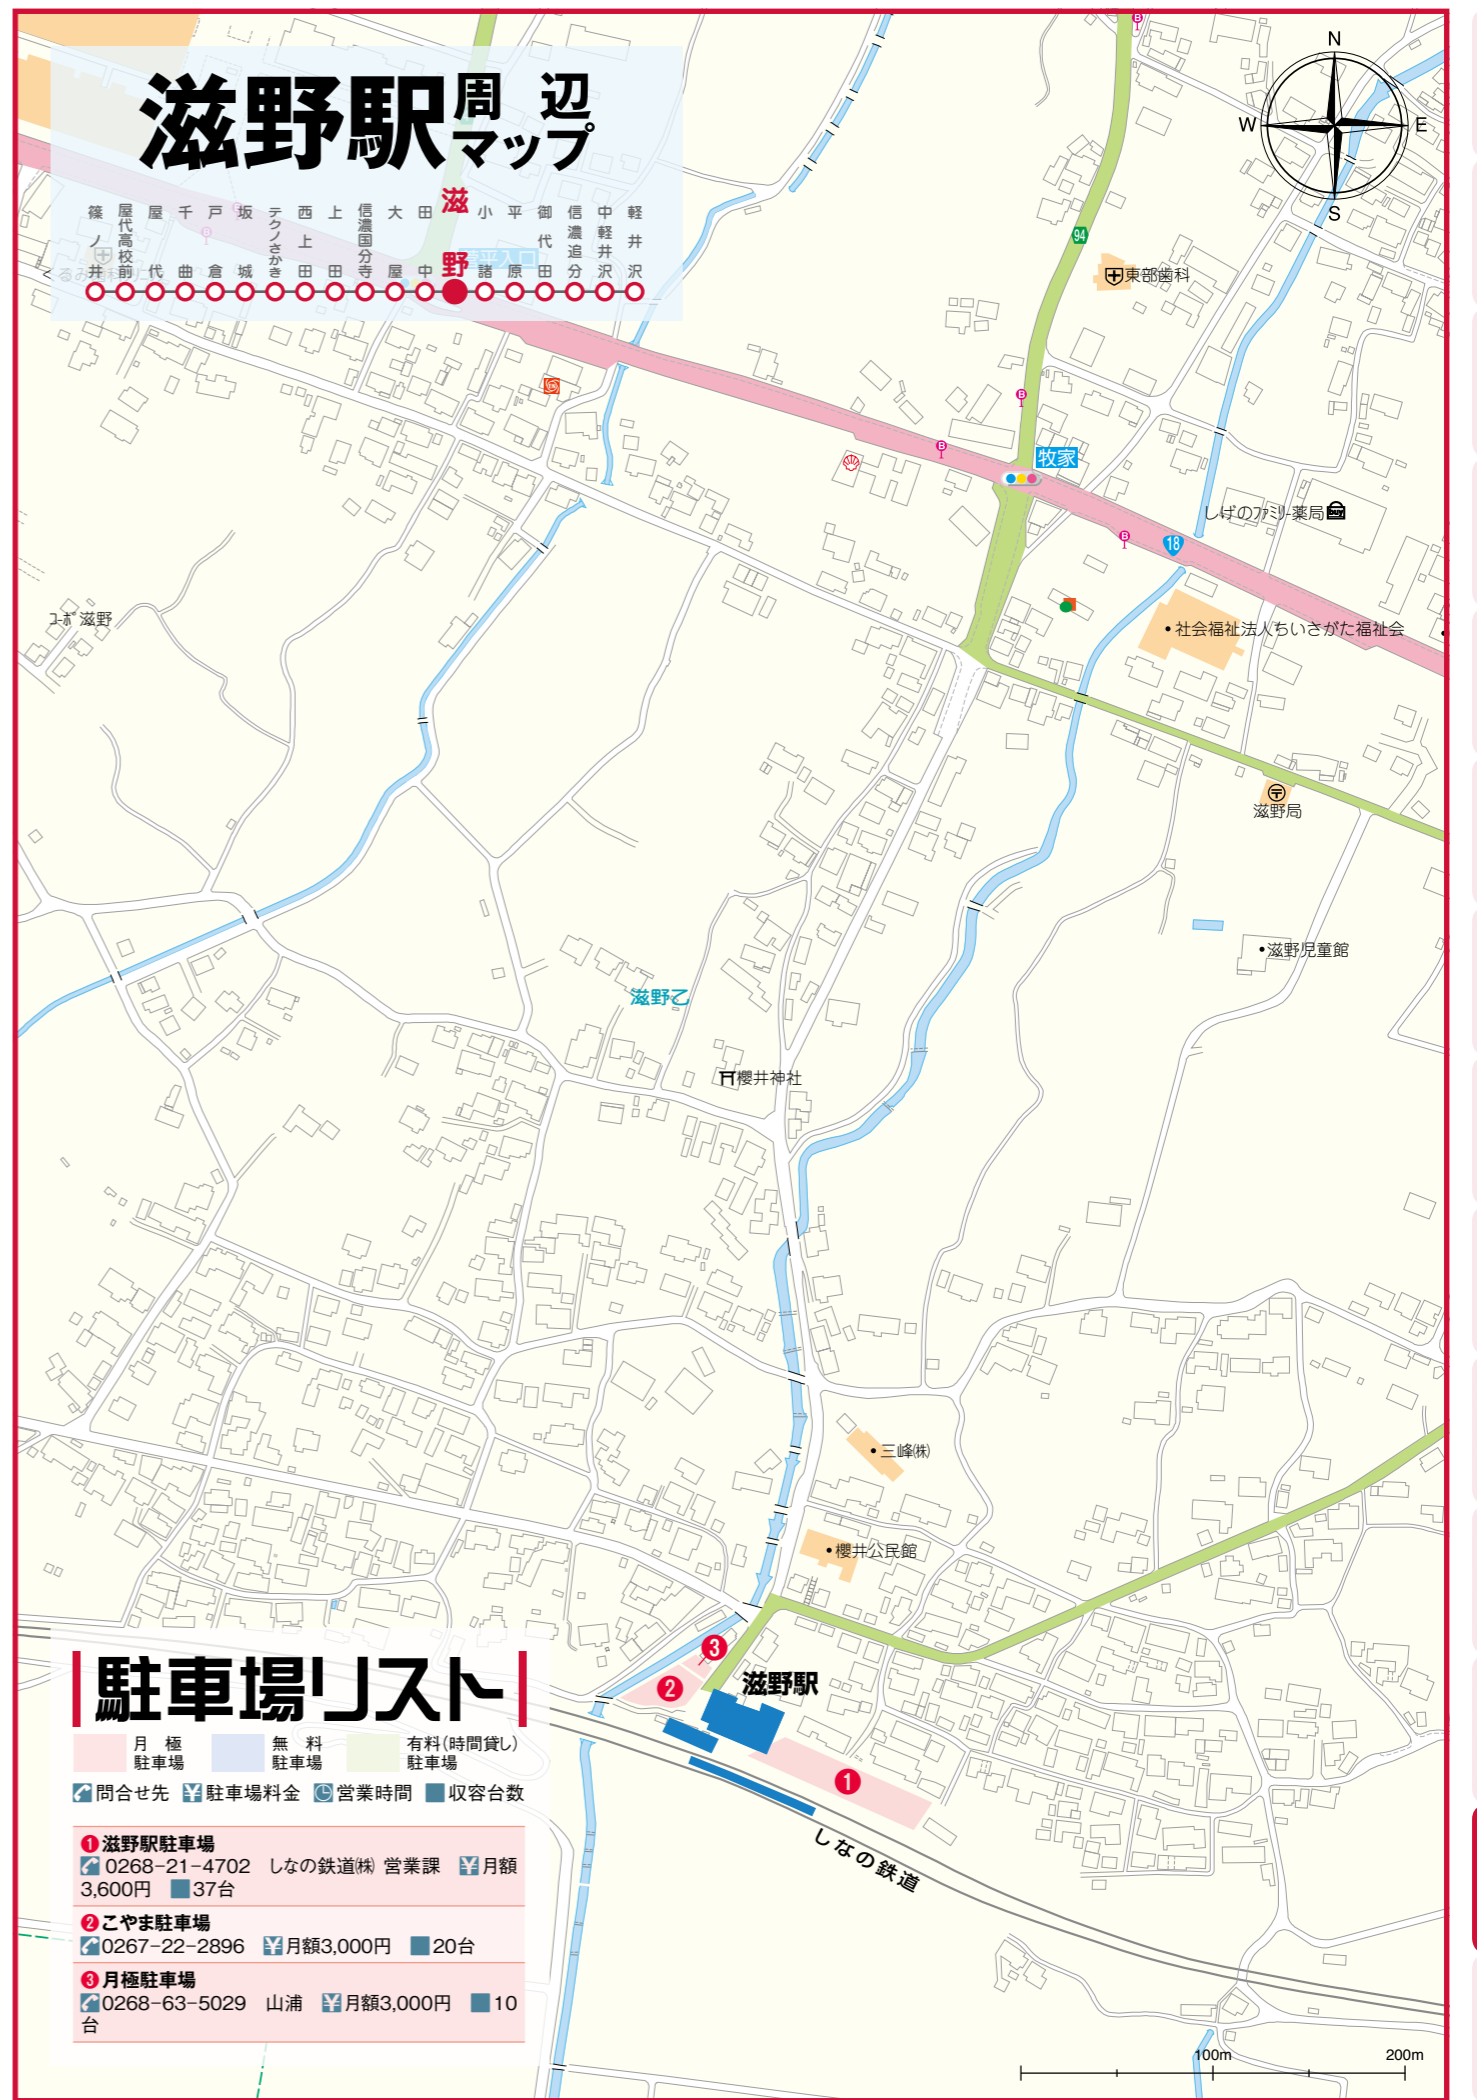 滋野駅周辺マップ
篠ノ井
屋代高校前
屋代
千曲
戸倉
坂城
テクノさかき
西上田
上田
信濃国分寺
大屋
田中
滋野
小諸
平原
御代田
信濃追分
中軽井沢
軽井沢
N
W
E
S
94
東部歯科
牧家
しげのファミリー薬局
18
コーポ滋野
社会福祉法人ちいさがた福祉会
滋野局
滋野児童館
滋野乙
櫻井神社
三峰㈱
櫻井公民館
3
2
滋野駅
1
しなの鉄道
駐車場リスト
月極駐車場
無料駐車場
有料(時間貸し)駐車場
問合せ先 ¥駐車場料金 営業時間 収容台数
1滋野駅駐車場
0268-21-4702 しなの鉄道㈱ 営業課 ¥月額
3,600円 37台
2こやま駐車場
0267-22-2896 ¥月額3,000円 20台
3月極駐車場
0268-63-5029 山浦 ¥月額3,000円 10
台
100m
200m